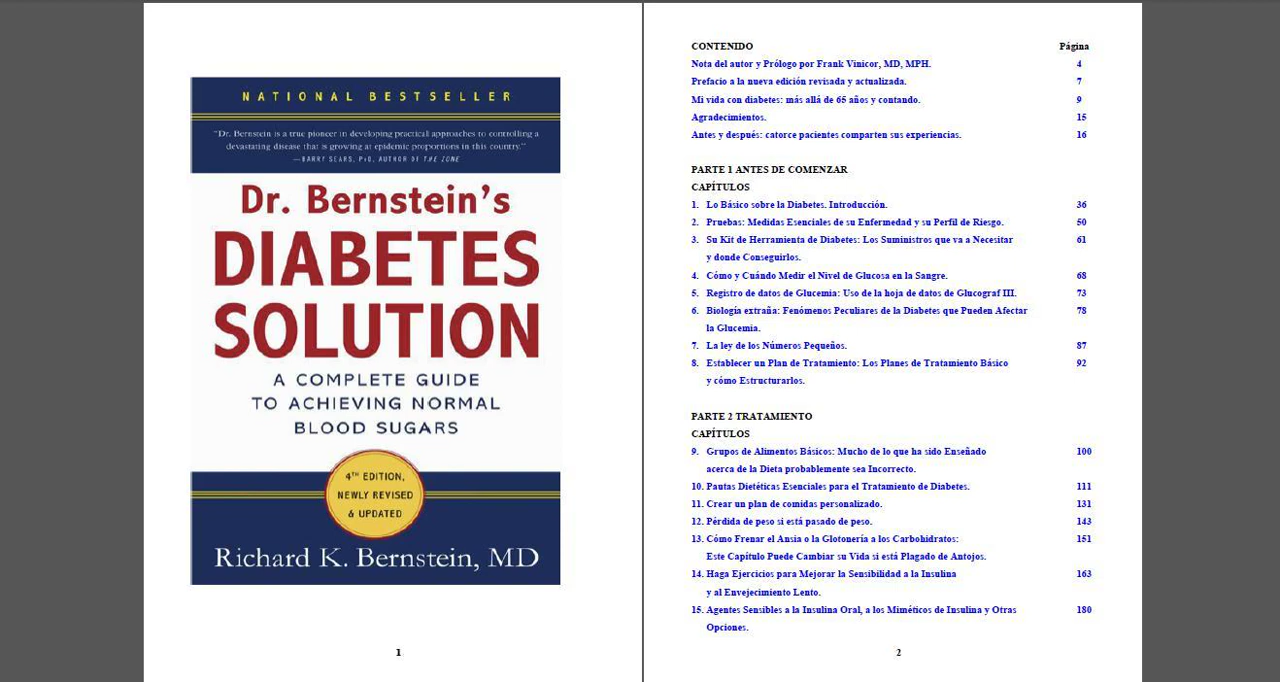 NATIONAL BESTSELLER
"Dr. Bernstein is a true pioneer in developing practical approaches to controlling a
devastating disease that is growing at epidemic proportions in this country."
—BARRY SEARS, PhD, AUTHOR OF THE ZONE
Dr. Bernstein's
DIABETES
SOLUTION
A COMPLETE GUIDE
TO ACHIEVING NORMAL
BLOOD SUGARS
4TH EDITION,
NEWLY REVISED
& UPDATED
Richard K. Bernstein, MD
1
CONTENIDO Página
Nota del autor y Prólogo por Frank Vinicor, MD, MPH. 4
Prefacio a la nueva edición revisada y actualizada. 7
Mi vida con diabetes: más allá de 65 años y contando. 9
Agradecimientos. 15
Antes y después: catorce pacientes comparten sus experiencias. 16
PARTE 1 ANTES DE COMENZAR
CAPÍTULOS
1. Lo Básico sobre la Diabetes. Introducción. 36
2. Pruebas: Medidas Esenciales de su Enfermedad y su Perfil de Riesgo. 50
3. Su Kit de Herramienta de Diabetes: Los Suministros que va a Necesitar 61
y donde Conseguirlos.
4. Cómo y Cuándo Medir el Nivel de Glucosa en la Sangre. 68
5. Registro de datos de Glucemia: Uso de la hoja de datos de Glucograf III. 73
6. Biología extraña: Fenómenos Peculiares de la Diabetes que Pueden Afectar 78
la Glucemia.
7. La ley de los Números Pequeños. 87
8. Establecer un Plan de Tratamiento: Los Planes de Tratamiento Básico 92
y cómo Estructurarlos.
PARTE 2 TRATAMIENTO
CAPÍTULOS
9. Grupos de Alimentos Básicos: Mucho de lo que ha sido Enseñado 100
acerca de la Dieta probablemente sea Incorrecto.
10. Pautas Dietéticas Esenciales para el Tratamiento de Diabetes. 111
11. Crear un plan de comidas personalizado. 131
12. Pérdida de peso si está pasado de peso. 143
13. Cómo Frenar el Ansia o la Glotonería a los Carbohidratos: 151
Este Capítulo Puede Cambiar su Vida si está Plagado de Antojos.
14. Haga Ejercicios para Mejorar la Sensibilidad a la Insulina 163
y al Envejecimiento Lento.
15. Agentes Sensibles a la Insulina Oral, a los Miméticos de Insulina y Otras 180
Opciones.
2